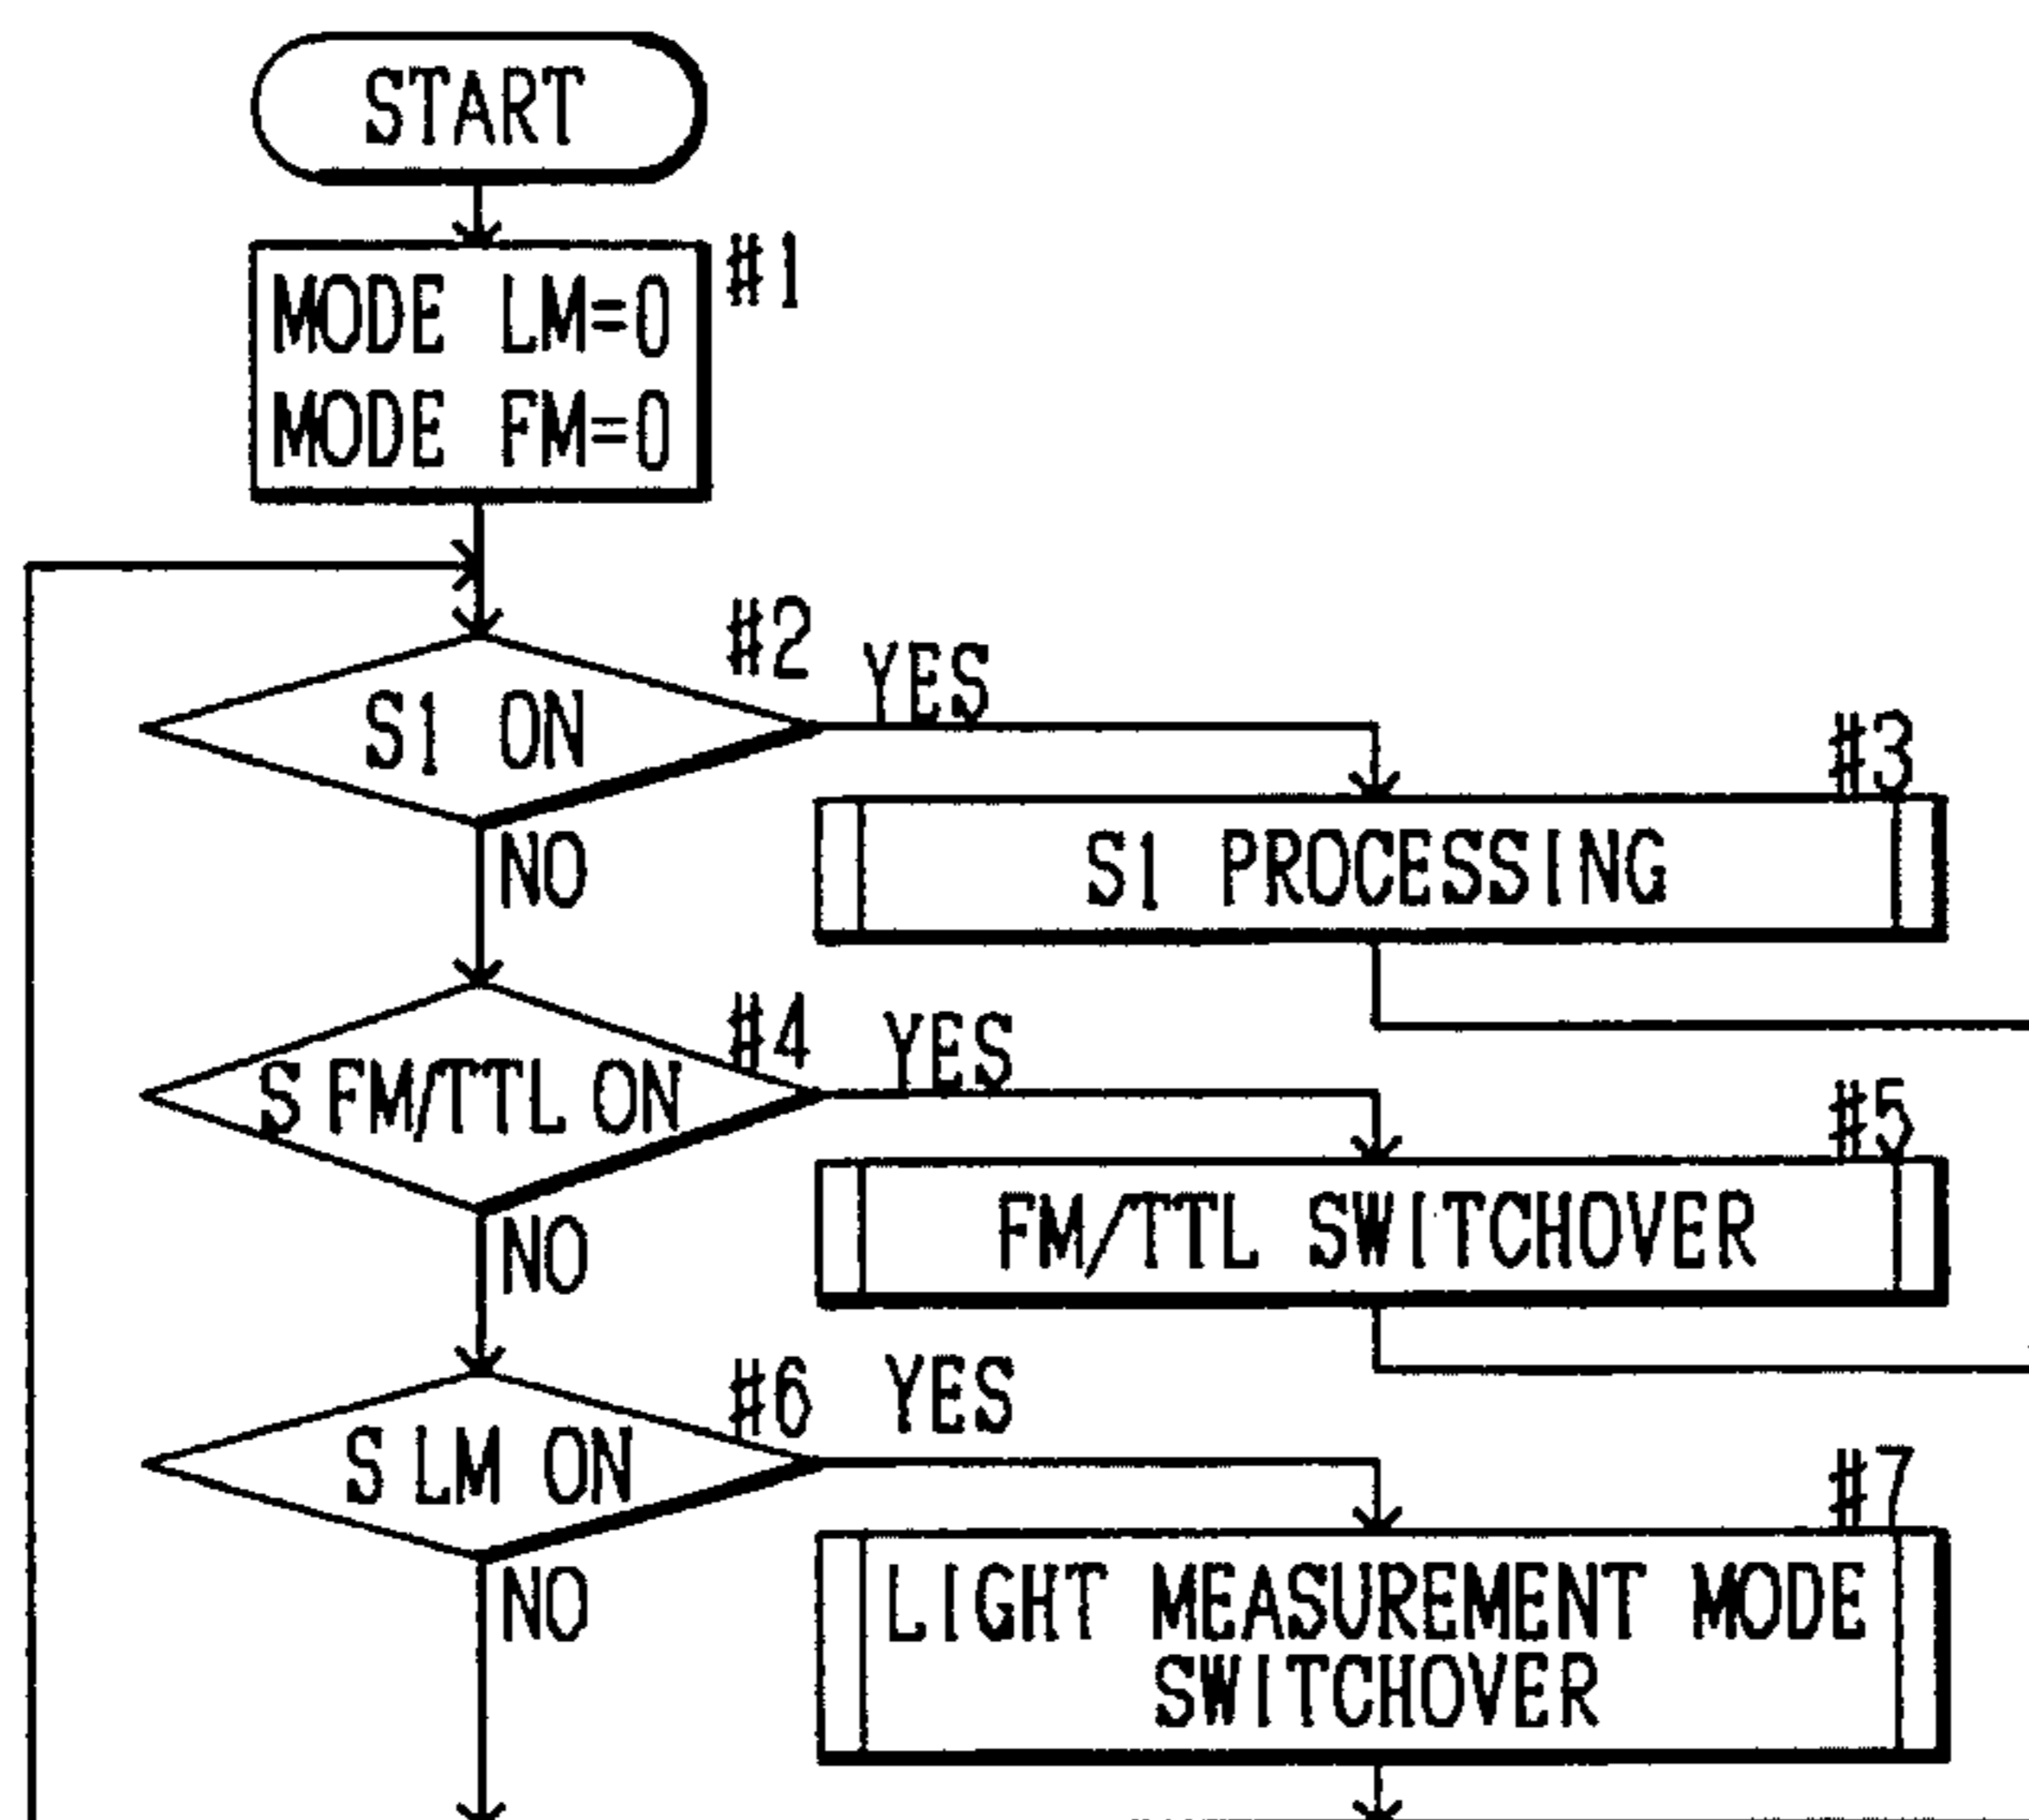 START
#1
MODE LM=0
MODE FM=0
#2
YES
S1 ON
#3
NO
S1 PROCESSING
#4
YES
S FM/TTL ON
#5
NO
FM/TTL SWITCHOVER
#6
YES
S LM ON
#7
NO
LIGHT MEASUREMENT MODE
SWITCHOVER